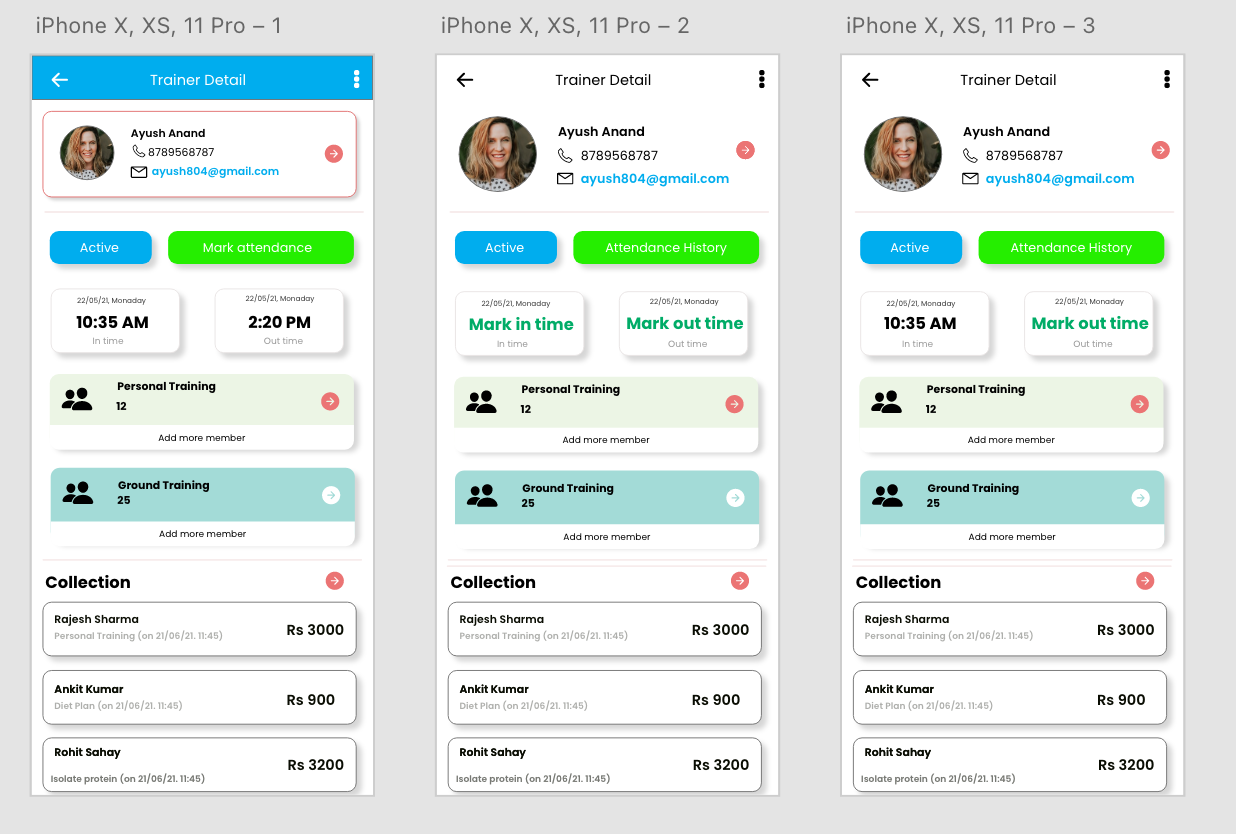 iPhone X, XS, 11 Pro – 1
Trainer Detail
Ayush Anand
8789568787
ayush804@gmail.com
Active
Mark attendance
22/05/21, Monaday
10:35 AM
In time
22/05/21, Monaday
2:20 PM
Out time
Personal Training
12
Add more member
Ground Training
25
Add more member
Collection
Rajesh Sharma
Personal Training (on 21/06/21. 11:45)
Rs 3000
Ankit Kumar
Diet Plan (on 21/06/21. 11:45)
Rs 900
Rohit Sahay
Isolate protein (on 21/06/21. 11:45)
Rs 3200
iPhone X, XS, 11 Pro – 2
Trainer Detail
Ayush Anand
8789568787
ayush804@gmail.com
Active
Attendance History
22/05/21, Monaday
Mark in time
In time
22/05/21, Monaday
Mark out time
Out time
Personal Training
12
Add more member
Ground Training
25
Add more member
Collection
Rajesh Sharma
Personal Training (on 21/06/21. 11:45)
Rs 3000
Ankit Kumar
Diet Plan (on 21/06/21. 11:45)
Rs 900
Rohit Sahay
Isolate protein (on 21/06/21. 11:45)
Rs 3200
iPhone X, XS, 11 Pro – 3
Trainer Detail
Ayush Anand
8789568787
ayush804@gmail.com
Active
Attendance History
22/05/21, Monaday
10:35 AM
In time
22/05/21, Monaday
Mark out time
Out time
Personal Training
12
Add more member
Ground Training
25
Add more member
Collection
Rajesh Sharma
Personal Training (on 21/06/21. 11:45)
Rs 3000
Ankit Kumar
Diet Plan (on 21/06/21. 11:45)
Rs 900
Rohit Sahay
Isolate protein (on 21/06/21. 11:45)
Rs 3200